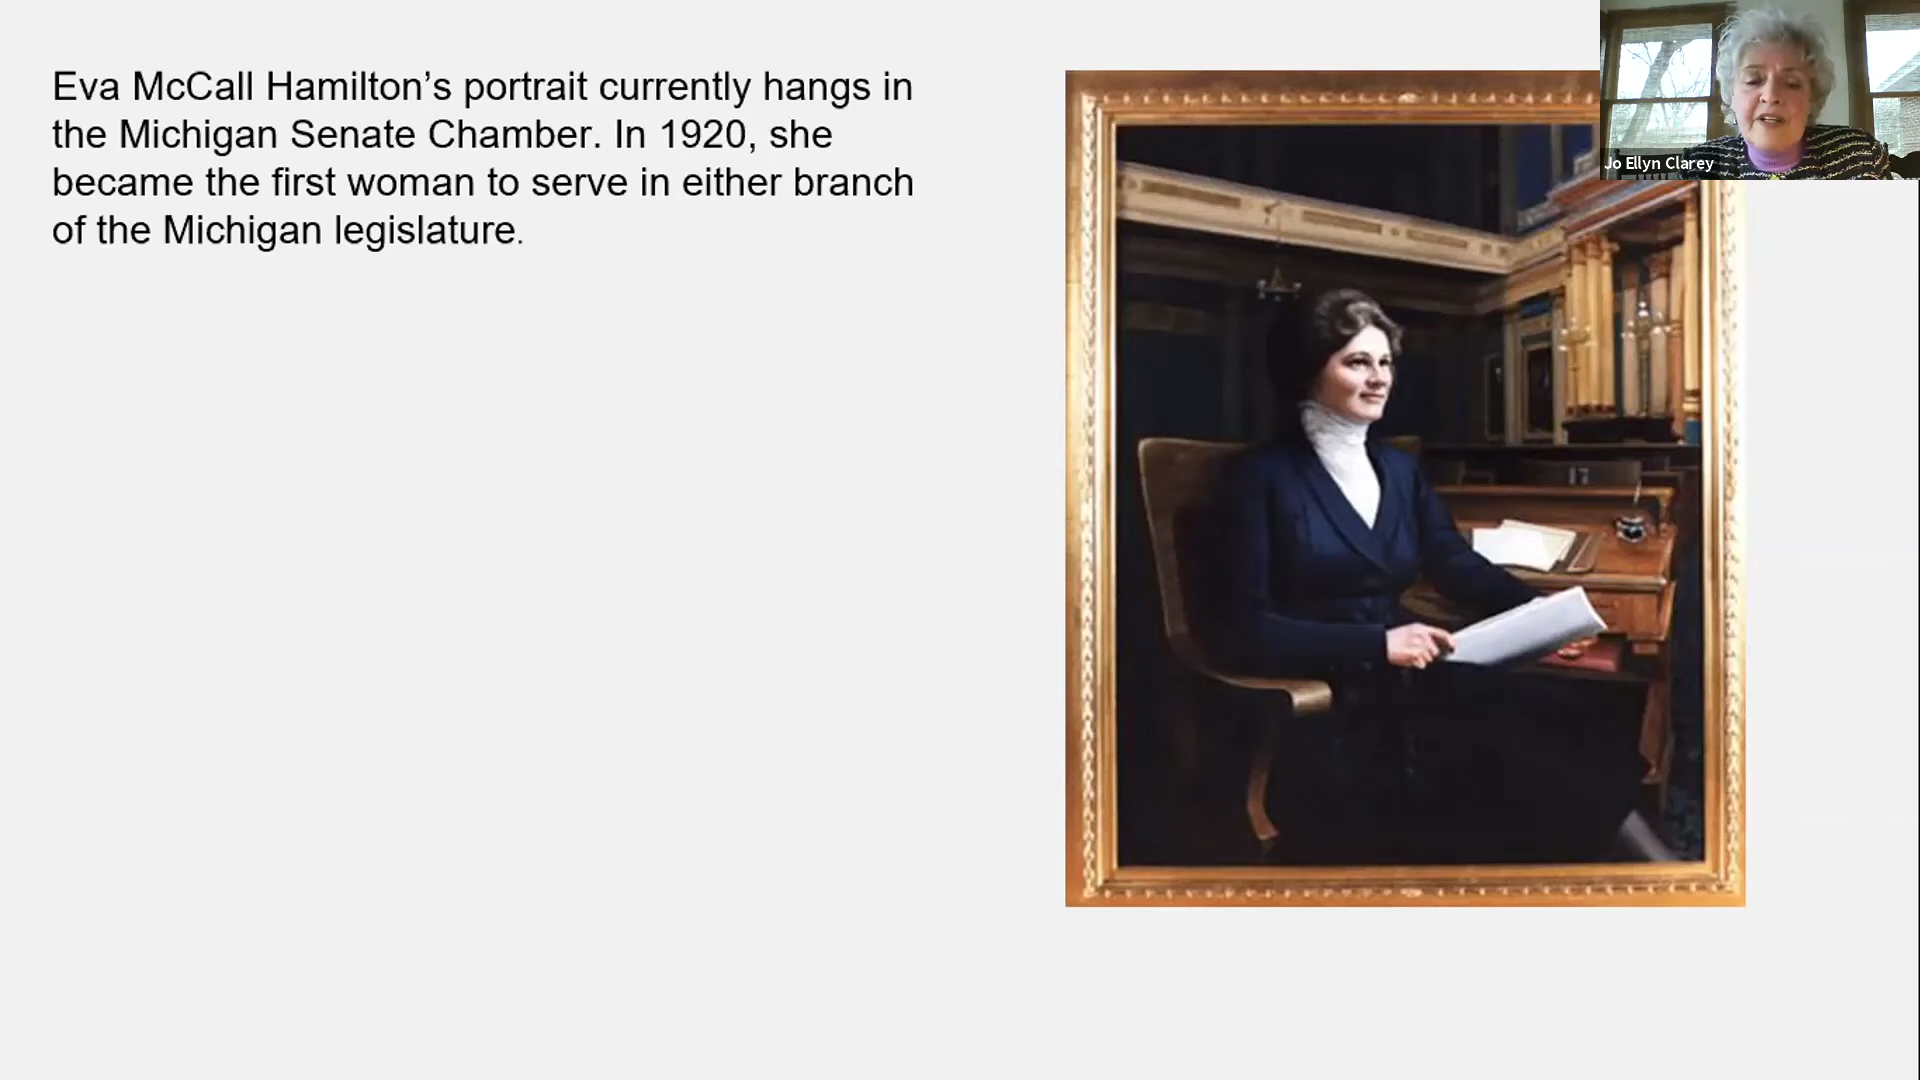 Eva McCall Hamilton’s portrait currently hangs in
the Michigan Senate Chamber. In 1920, she
became the first woman to serve in either branch
of the Michigan legislature.
Jo Ellyn Clarey